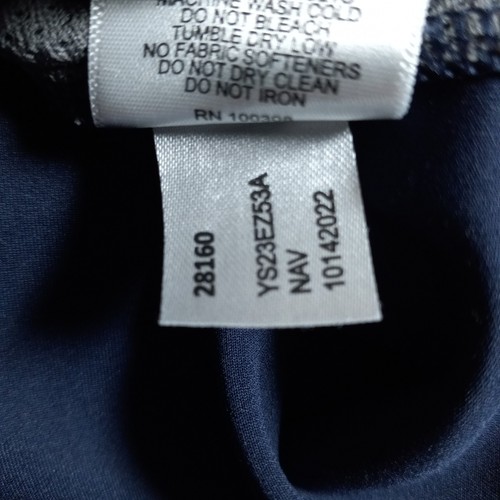 MACHINE WASH COLD
DO NOT BLEACH
TUMBLE DRY LOW
NO FABRIC SOFTENERS
DO NOT DRY CLEAN
DO NOT IRON
RN
28160
YS23EZ53A
NAV
10142022